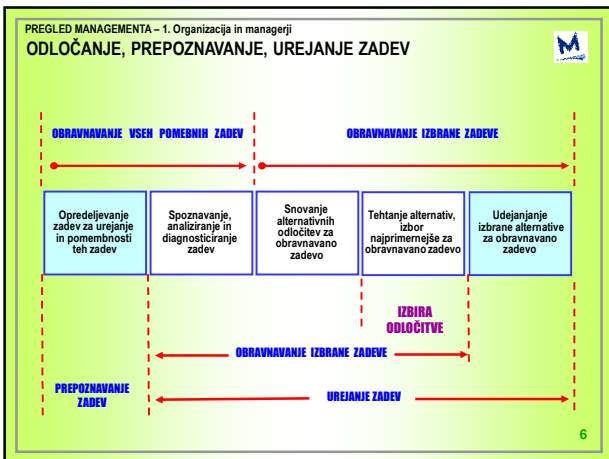 PREGLED MANAGEMENTA – 1. Organizacija in managerji
ODLOČANJE, PREPOZNAVANJE, UREJANJE ZADEV
M
OBRAVNAVANJE VSEH POMEBNIH ZADEV
OBRAVNAVANJE IZBRANE ZADEVE
Opredeljevanje
zadev za urejanje
in pomembnosti
teh zadev
Spoznavanje,
analiziranje in
diagnosticiranje
zadev
Snovanje
alternativnih
odločitev za
obravnavano
zadevo
Tehtanje alternativ,
izbor
najprimernejše za
obravnavano zadevo
Udejanjanje
izbrane alternative
za obravnavano
zadevo
IZBIRA
ODLOČITVE
OBRAVNAVANJE IZBRANE ZADEVE
PREPOZNAVANJE
ZADEV
UREJANJE ZADEV
6